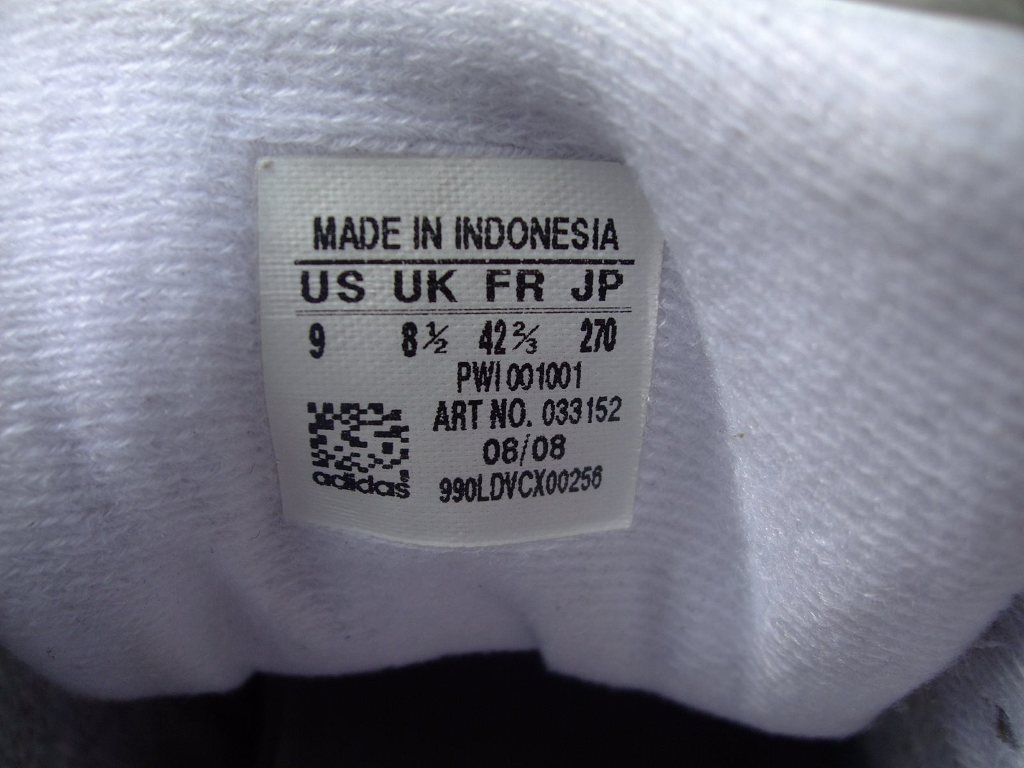 MADE IN INDONESIA
US UK FR JP
9 8½ 42⅔ 270
PWI 001001
ART NO. 033152
08/08
990LDVCX00256
adidas